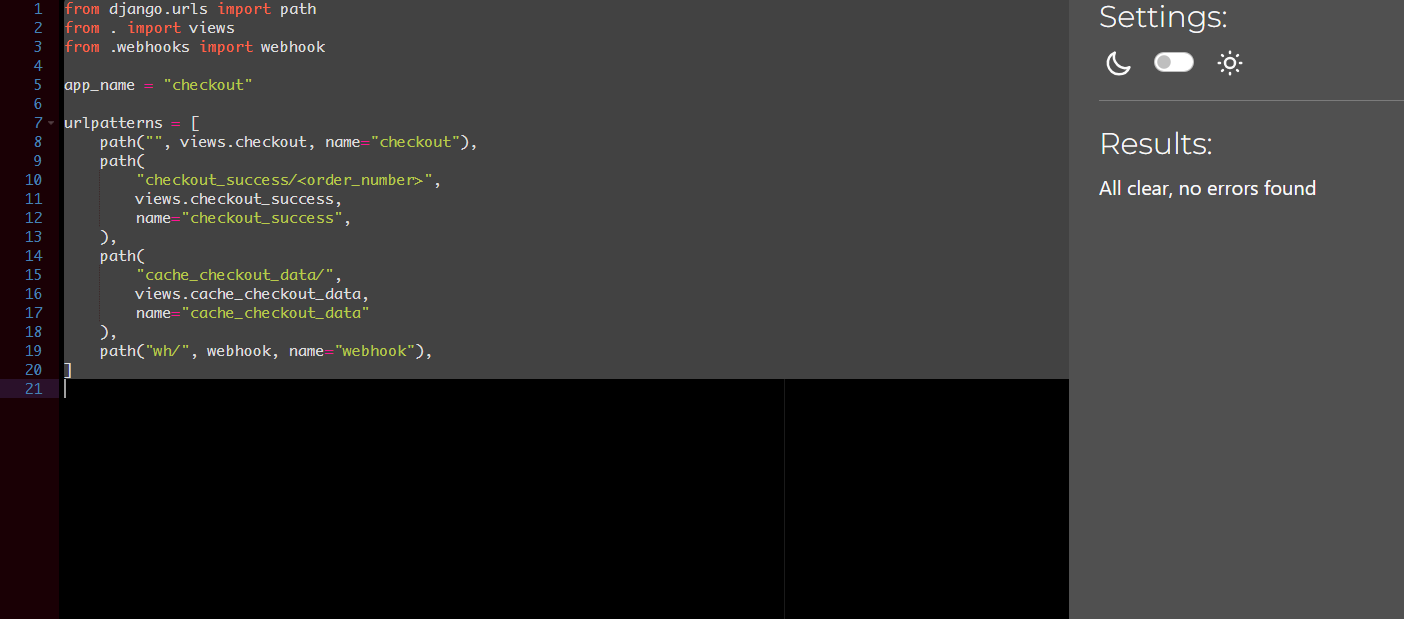 1 from django.urls import path
2 from . import views
3 from .webhooks import webhook
4
5 app_name = "checkout"
6
7 urlpatterns = [
8     path("", views.checkout, name="checkout"),
9     path(
10         "checkout_success/<order_number>",
11         views.checkout_success,
12         name="checkout_success",
13     ),
14     path(
15         "cache_checkout_data/",
16         views.cache_checkout_data,
17         name="cache_checkout_data"
18     ),
19     path("wh/", webhook, name="webhook"),
20 ]
21
Settings:
Results:
All clear, no errors found